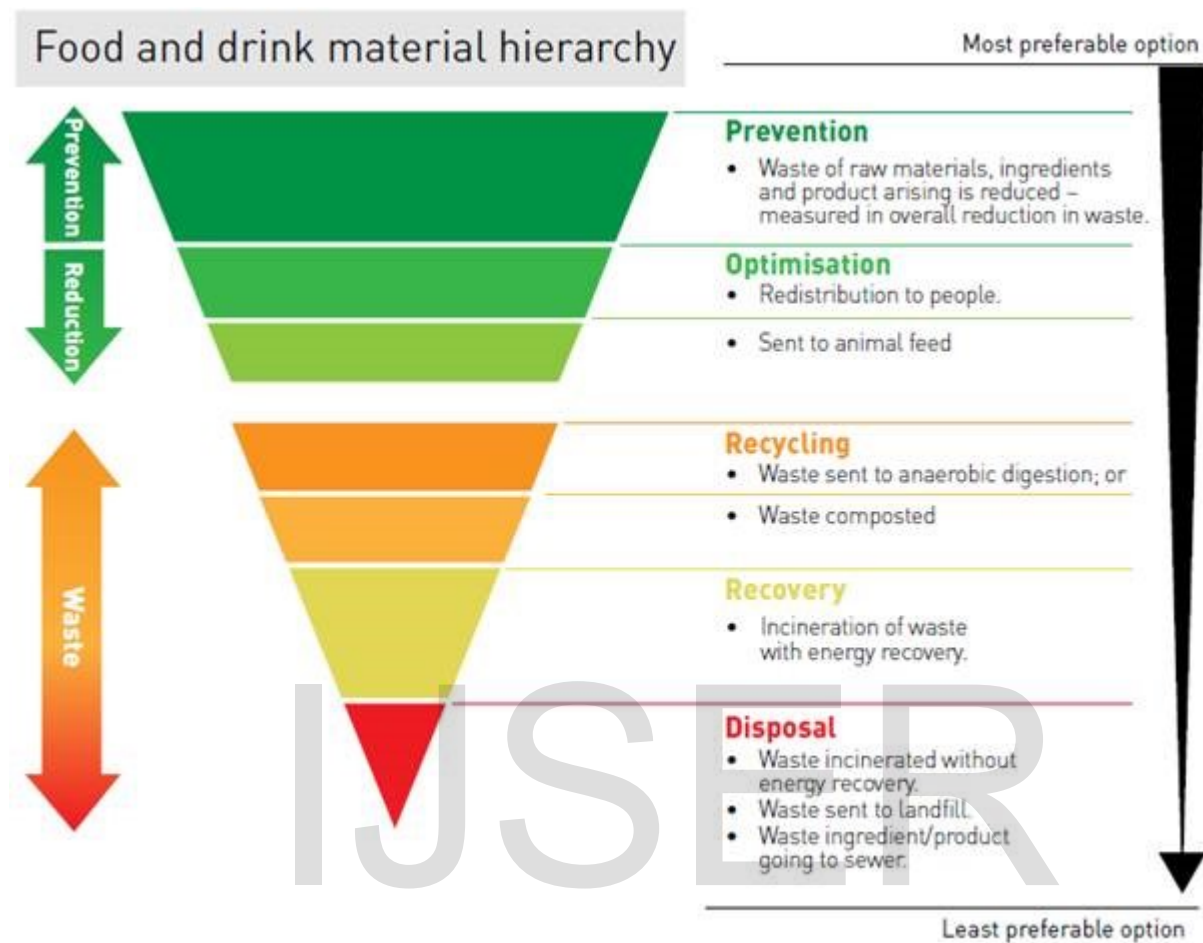 Food and drink material hierarchy
Most preferable option
Prevention
Reduction
Waste
Prevention
• Waste of raw materials, ingredients
and product arising is reduced –
measured in overall reduction in waste.
Optimisation
• Redistribution to people.
• Sent to animal feed
Recycling
• Waste sent to anaerobic digestion; or
• Waste composted
Recovery
• Incineration of waste
with energy recovery.
Disposal
• Waste incinerated without
energy recovery.
• Waste sent to landfill.
• Waste ingredient/product
going to sewer.
Least preferable option
IJSER